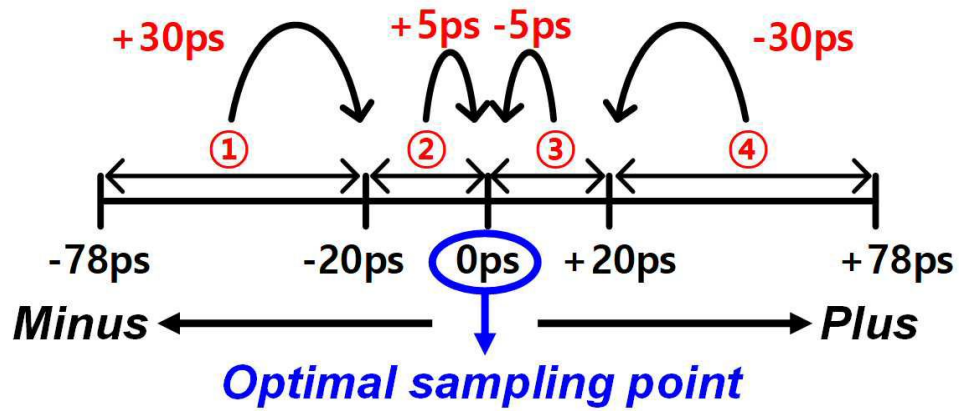 +30ps +5ps -5ps -30ps
① ② ③ ④
-78ps -20ps 0ps +20ps +78ps
Minus Plus
Optimal sampling point